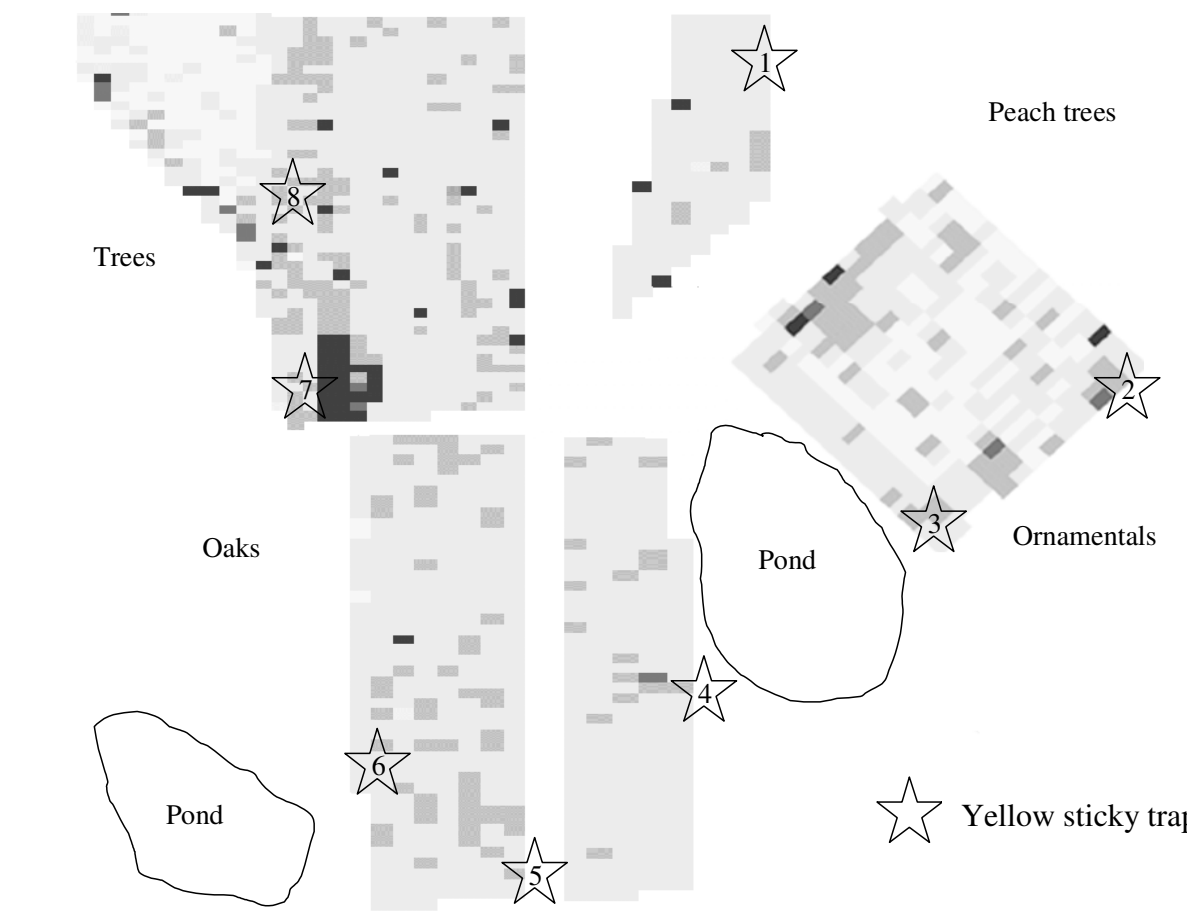 1
Peach trees
8
Trees
7
2
3
Oaks
Ornamentals
Pond
4
6
Pond
Yellow sticky trap
5